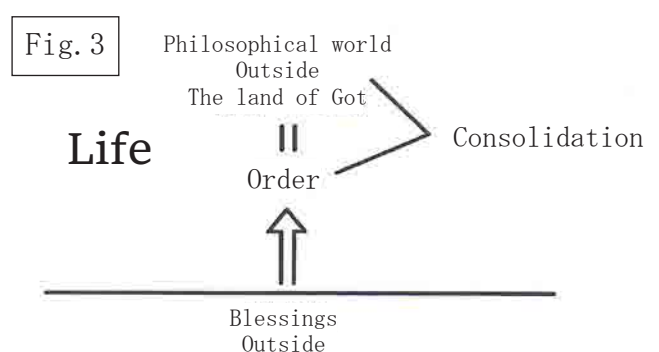 Fig. 3
Philosophical world
Outside
The land of Got
Life
Consolidation
Order
Blessings
Outside